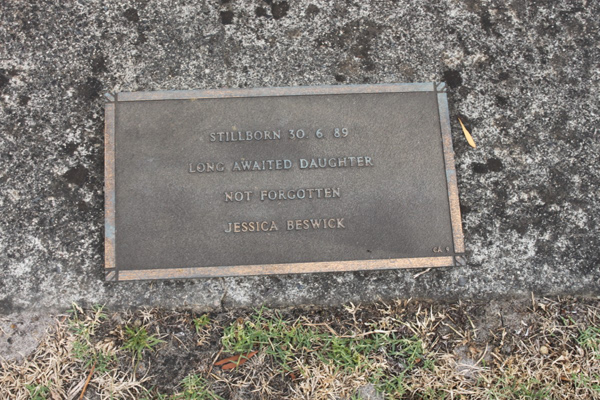 STILLBORN 30. 6. 89
LONG AWAITED DAUGHTER
NOT FORGOTTEN
JESSICA BESWICK